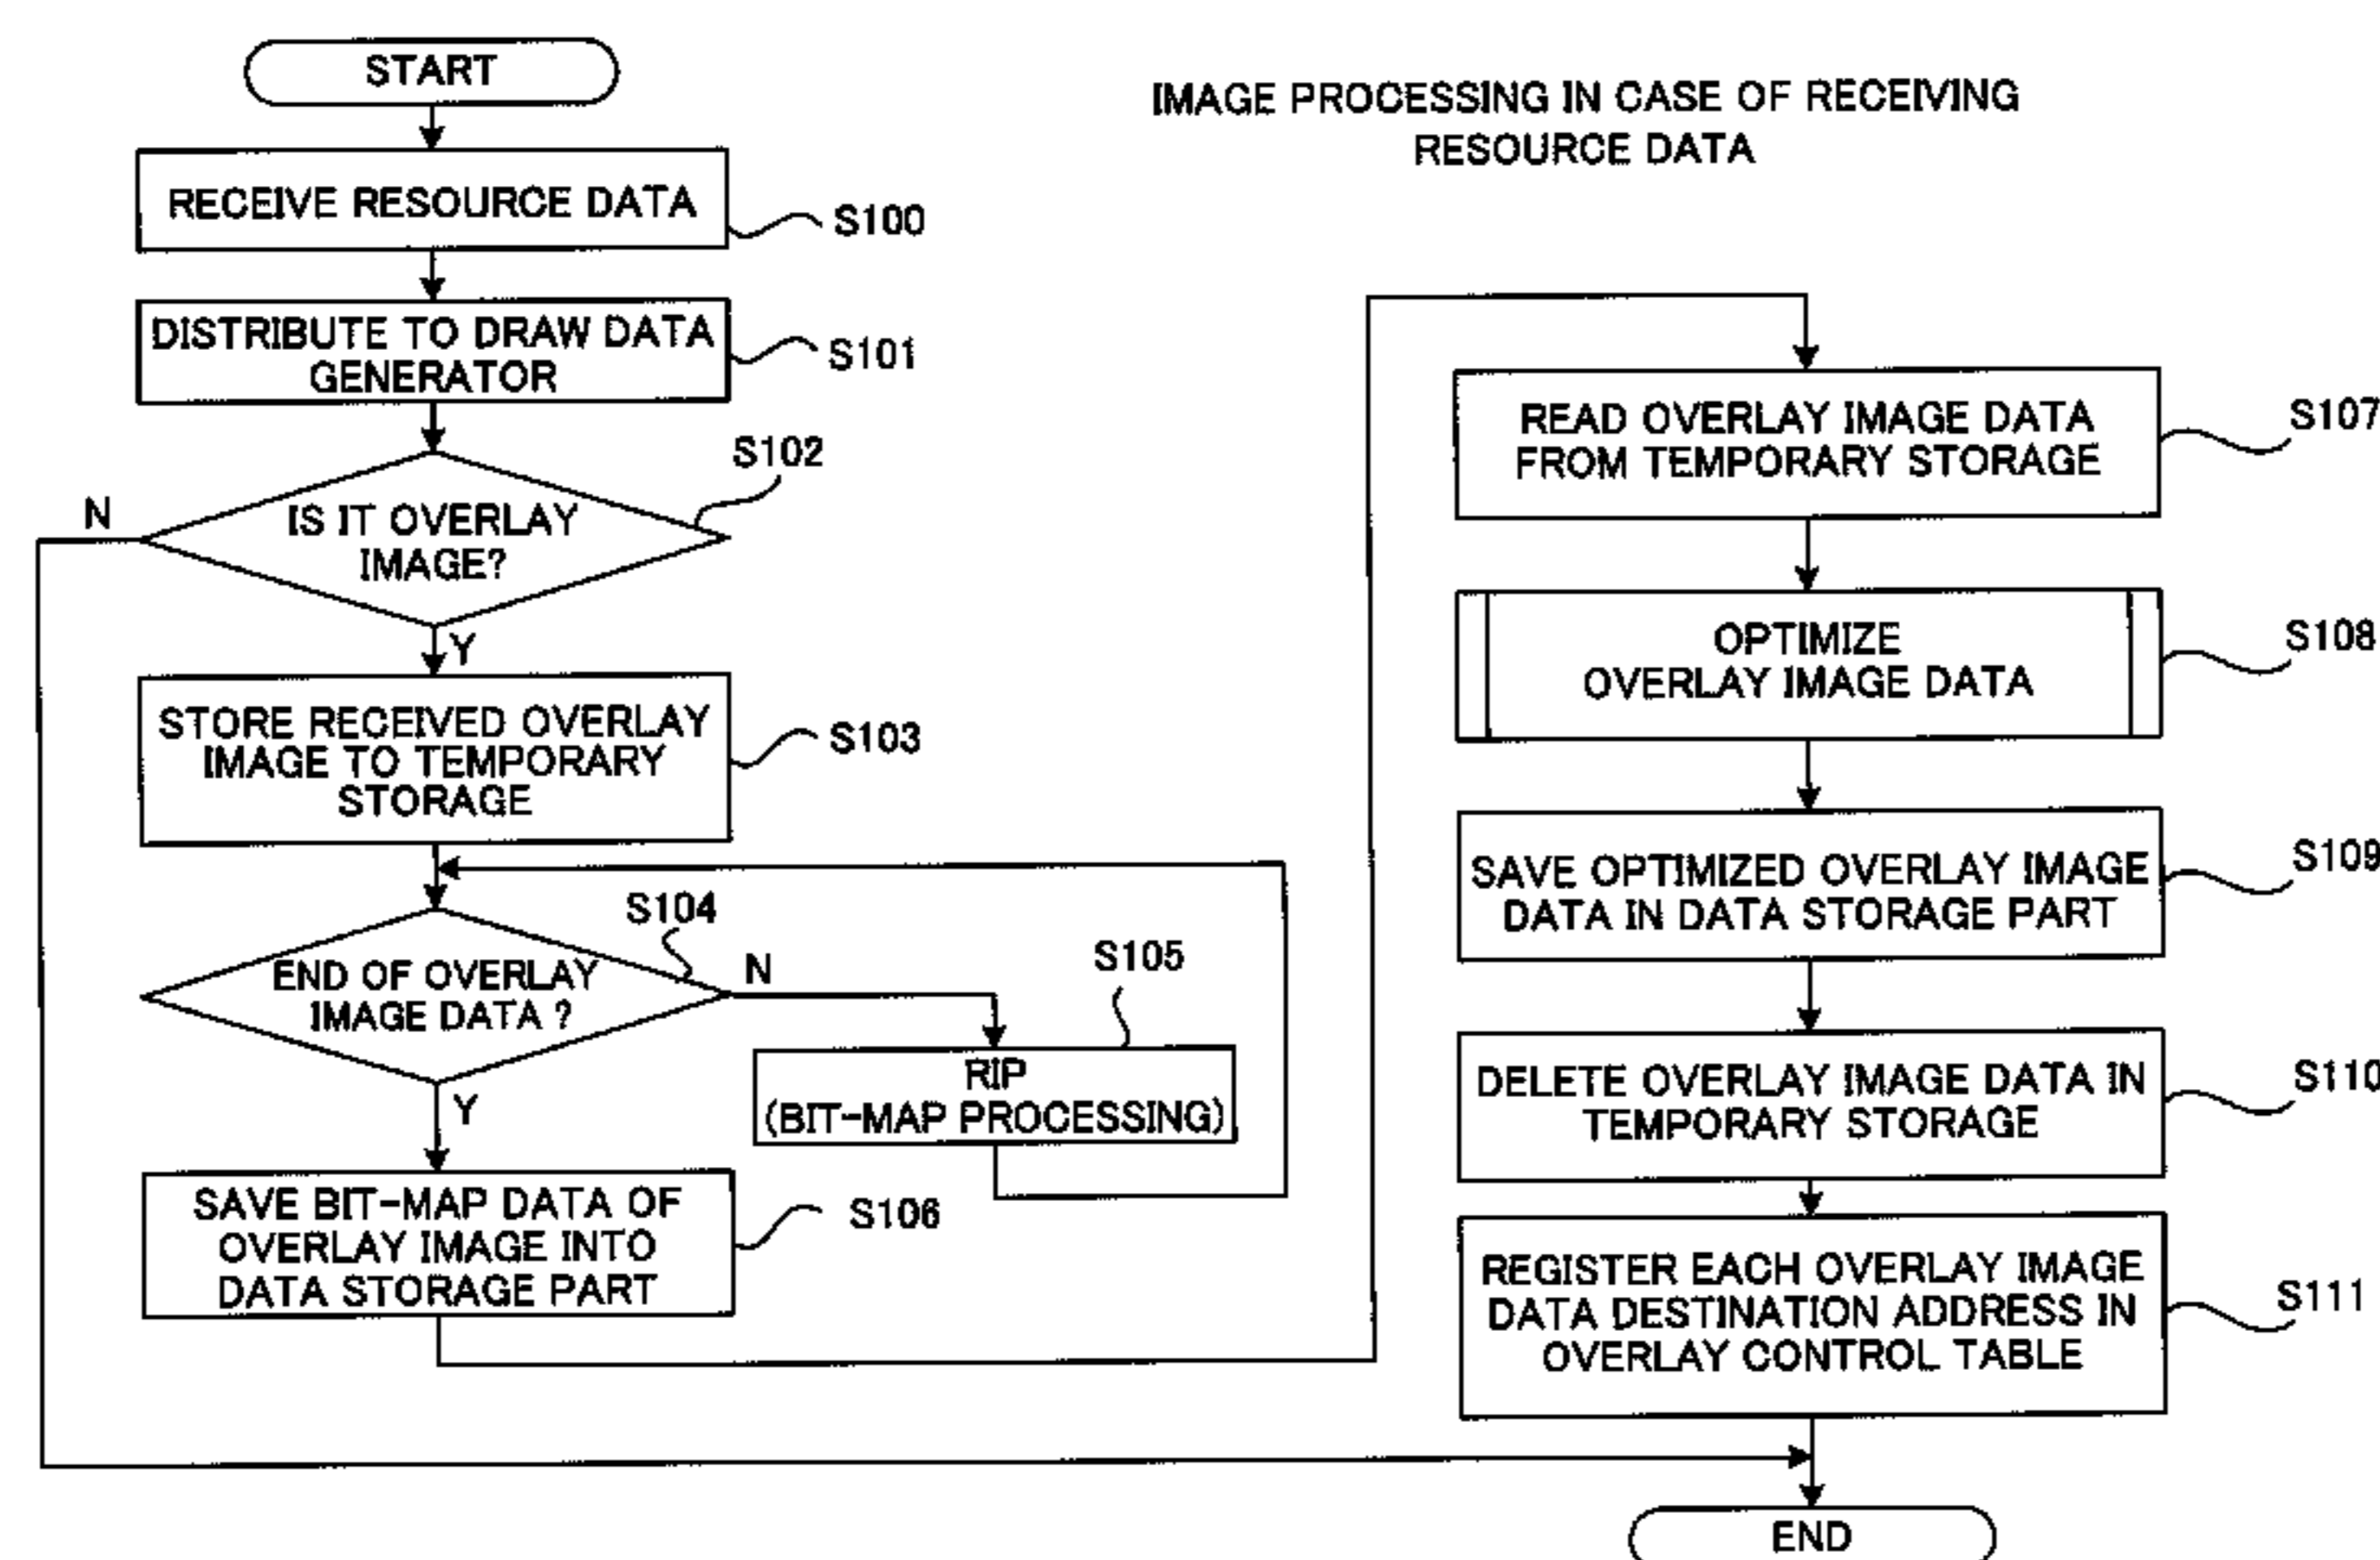 START
IMAGE PROCESSING IN CASE OF RECEIVING
RESOURCE DATA
RECEIVE RESOURCE DATA
S100
DISTRIBUTE TO DRAW DATA
GENERATOR
S101
S102
N
IS IT OVERLAY
IMAGE?
Y
STORE RECEIVED OVERLAY
IMAGE TO TEMPORARY
STORAGE
S103
S104
END OF OVERLAY
IMAGE DATA ?
N
S105
RIP
(BIT-MAP PROCESSING)
Y
SAVE BIT-MAP DATA OF
OVERLAY IMAGE INTO
DATA STORAGE PART
S106
READ OVERLAY IMAGE DATA
FROM TEMPORARY STORAGE
S107
OPTIMIZE
OVERLAY IMAGE DATA
S108
SAVE OPTIMIZED OVERLAY IMAGE
DATA IN DATA STORAGE PART
S109
DELETE OVERLAY IMAGE DATA IN
TEMPORARY STORAGE
S110
REGISTER EACH OVERLAY IMAGE
DATA DESTINATION ADDRESS IN
OVERLAY CONTROL TABLE
S111
END